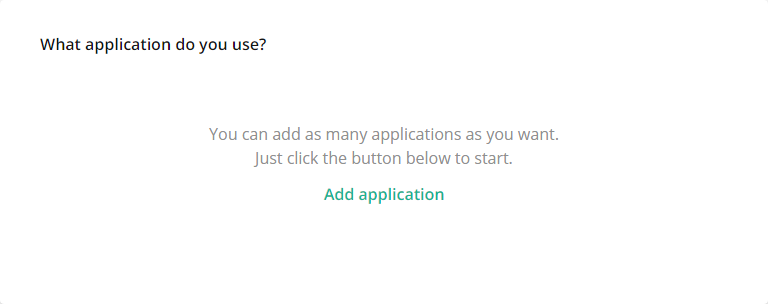 What application do you use?
You can add as many applications as you want.
Just click the button below to start.
Add application